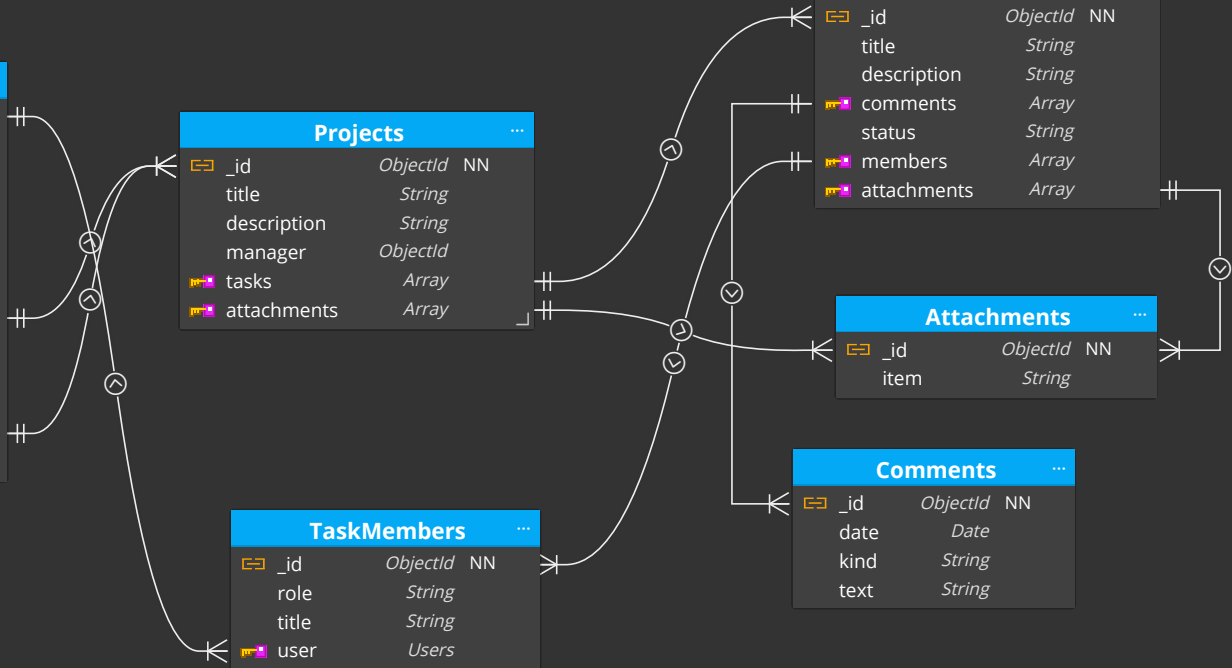 _id ObjectId NN
title String
description String
comments Array
status String
members Array
attachments Array
Projects ...
_id ObjectId NN
title String
description String
manager ObjectId
tasks Array
attachments Array
Attachments ...
_id ObjectId NN
item String
Comments ...
_id ObjectId NN
date Date
kind String
text String
TaskMembers ...
_id ObjectId NN
role String
title String
user Users